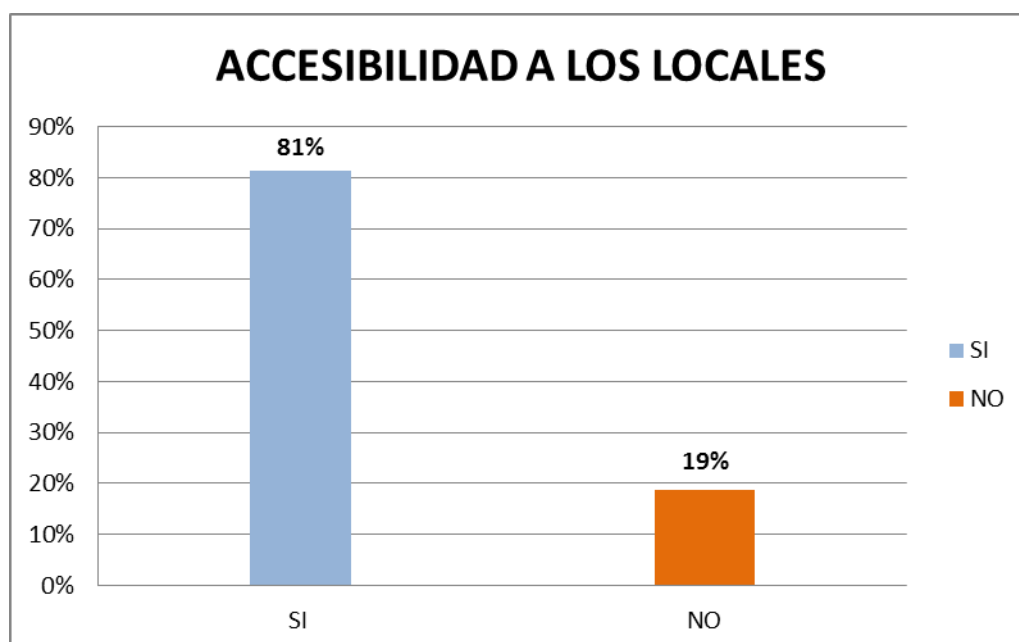 ACCESIBILIDAD A LOS LOCALES
90%
80%
70%
60%
50%
40%
30%
20%
10%
0%
81%
19%
SI
NO
SI
NO